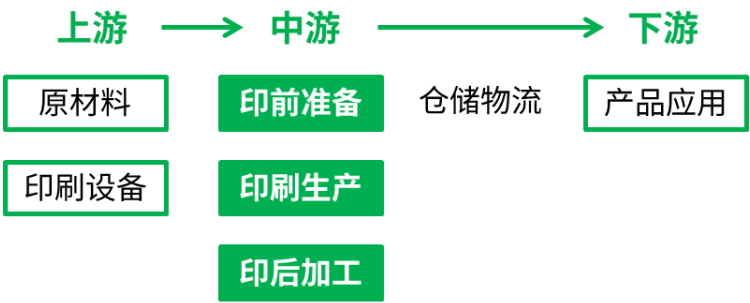 上游
中游
下游
原材料
印前准备
仓储物流
产品应用
印刷设备
印刷生产
印后加工